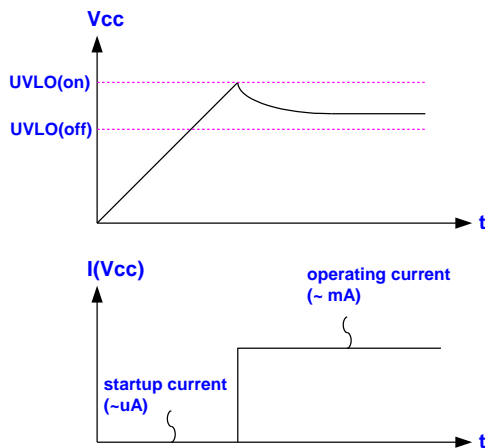 Vcc
UVLO(on)
UVLO(off)
t
I(Vcc)
operating current
(~ mA)
startup current
(~uA)
t